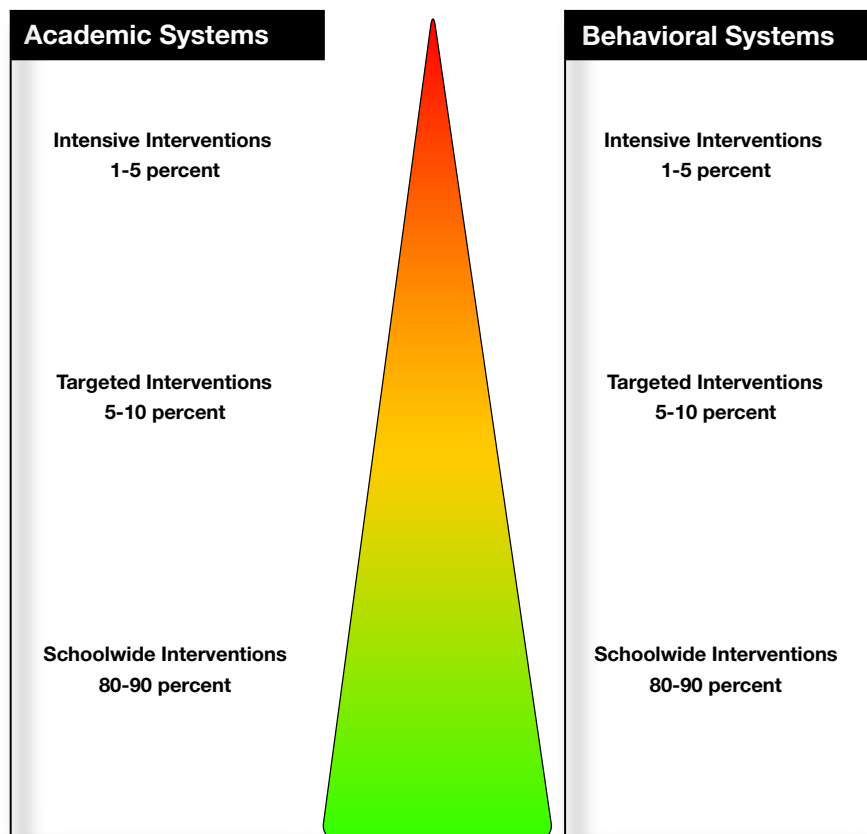 Academic Systems
Intensive Interventions
1-5 percent
Targeted Interventions
5-10 percent
Schoolwide Interventions
80-90 percent
Behavioral Systems
Intensive Interventions
1-5 percent
Targeted Interventions
5-10 percent
Schoolwide Interventions
80-90 percent